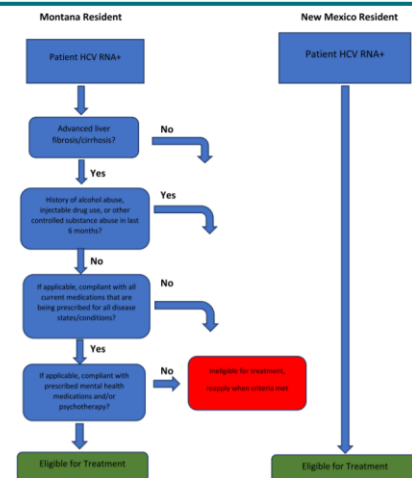 Montana Resident
New Mexico Resident
Patient HCV RNA+
Patient HCV RNA+
Advanced liver
fibrosis/cirrhosis?
No
Yes
History of alcohol abuse,
injectable drug use, or other
controlled substance abuse in last
6 months?
Yes
No
If applicable, compliant with all
current medications that are
being prescribed for all disease
states/conditions?
No
Yes
If applicable, compliant with
prescribed mental health
medications and/or
psychotherapy?
No
Ineligible for treatment,
reapply when criteria met
Eligible for Treatment
Eligible for Treatment